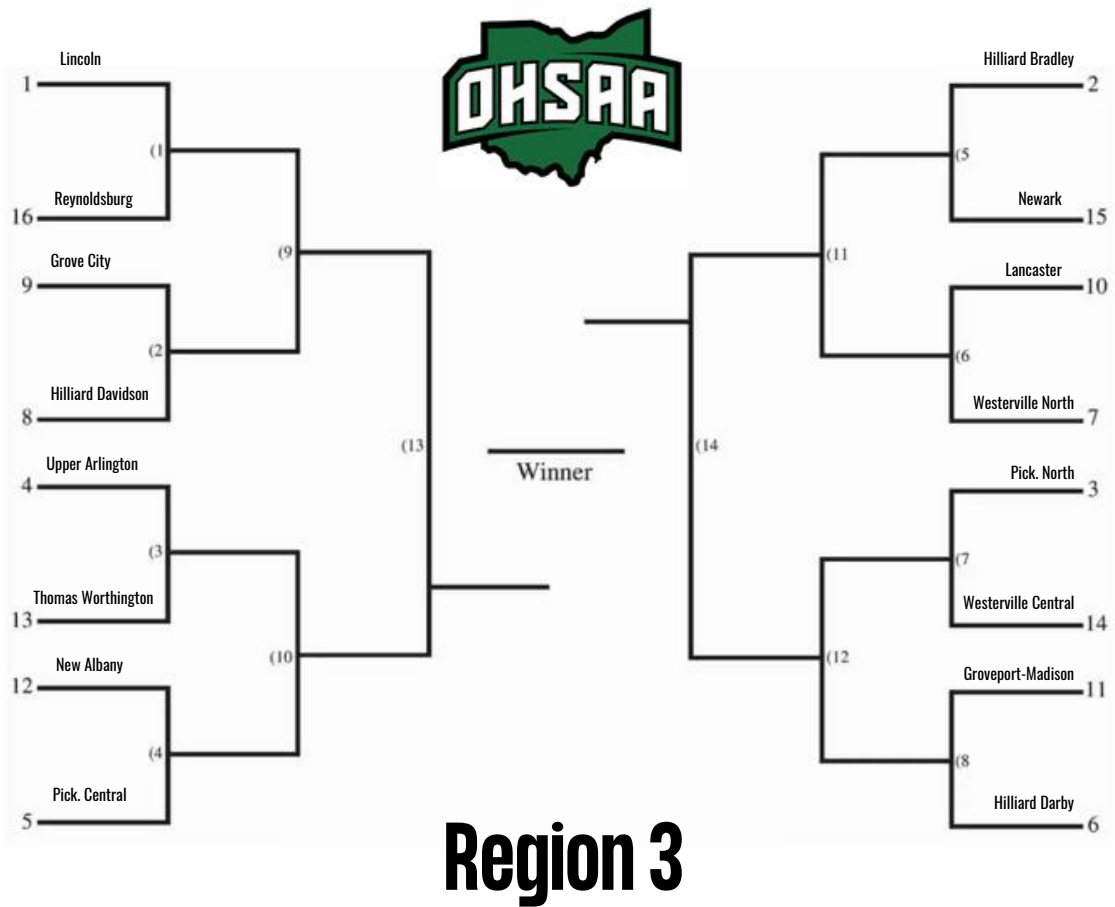 OHSAA
Lincoln
1
(1
Reynoldsburg
16
Grove City
9
(9
(2
Hilliard Davidson
8
(13
Upper Arlington
4
(3
Thomas Worthington
13
(10
New Albany
12
(4
Pick. Central
5
Winner
Hilliard Bradley
2
(5
Newark
15
(11
Lancaster
10
(6
Westerville North
7
(14
Pick. North
3
(7
Westerville Central
14
(12
Groveport-Madison
11
(8
Hilliard Darby
6
Region 3